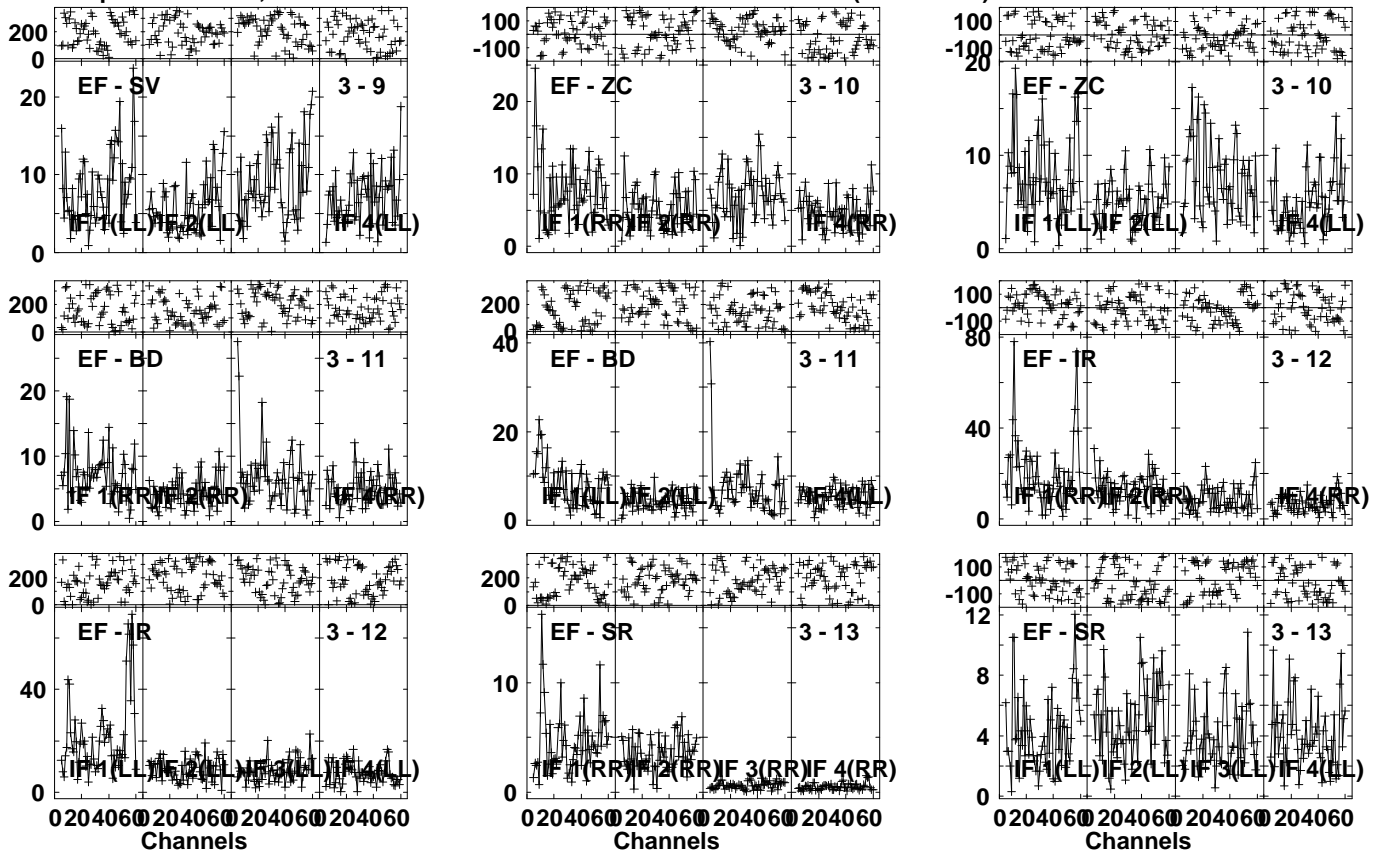 200
0
EF - SV
3 - 9
20
10
0
IF 1(LL)
IF 2(LL)
IF 4(LL)
100
-100
EF - ZC
3 - 10
20
10
0
IF 1(RR)
IF 2(RR)
IF 4(RR)
100
-100
20
EF - ZC
3 - 10
10
0
IF 1(LL)
IF 2(LL)
IF 4(LL)
200
0
EF - BD
3 - 11
20
10
0
IF 1(RR)
IF 2(RR)
IF 4(RR)
200
0
40
EF - BD
3 - 11
20
0
IF 1(LL)
IF 2(LL)
IF 4(LL)
100
-100
80
EF - IR
3 - 12
40
0
IF 1(RR)
IF 2(RR)
IF 4(RR)
200
0
EF - IR
3 - 12
40
0
IF 1(LL)
IF 2(LL)
IF 3(LL)
IF 4(LL)
0 20 40 60 0 20 40 60 0 20 40 60 0 20 40 60
Channels
200
0
EF - SR
3 - 13
10
0
IF 1(RR)
IF 2(RR)
IF 3(RR)
IF 4(RR)
0 20 40 60 0 20 40 60 0 20 40 60 0 20 40 60
Channels
100
-100
12
EF - SR
3 - 13
8
4
0
IF 1(LL)
IF 2(LL)
IF 3(LL)
IF 4(LL)
0 20 40 60 0 20 40 60 0 20 40 60 0 20 40 60
Channels